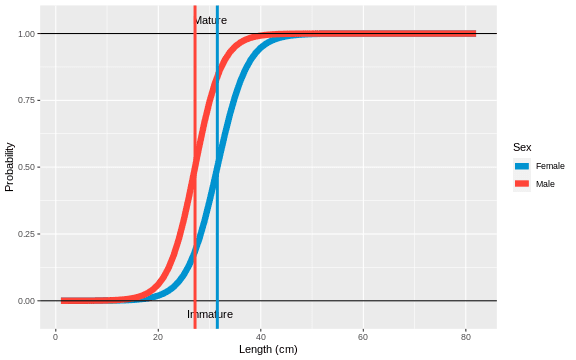 Mature
1.00
0.75
0.50
0.25
0.00
Probability
Immature
0
20
40
60
80
Length (cm)
Sex
Female
Male